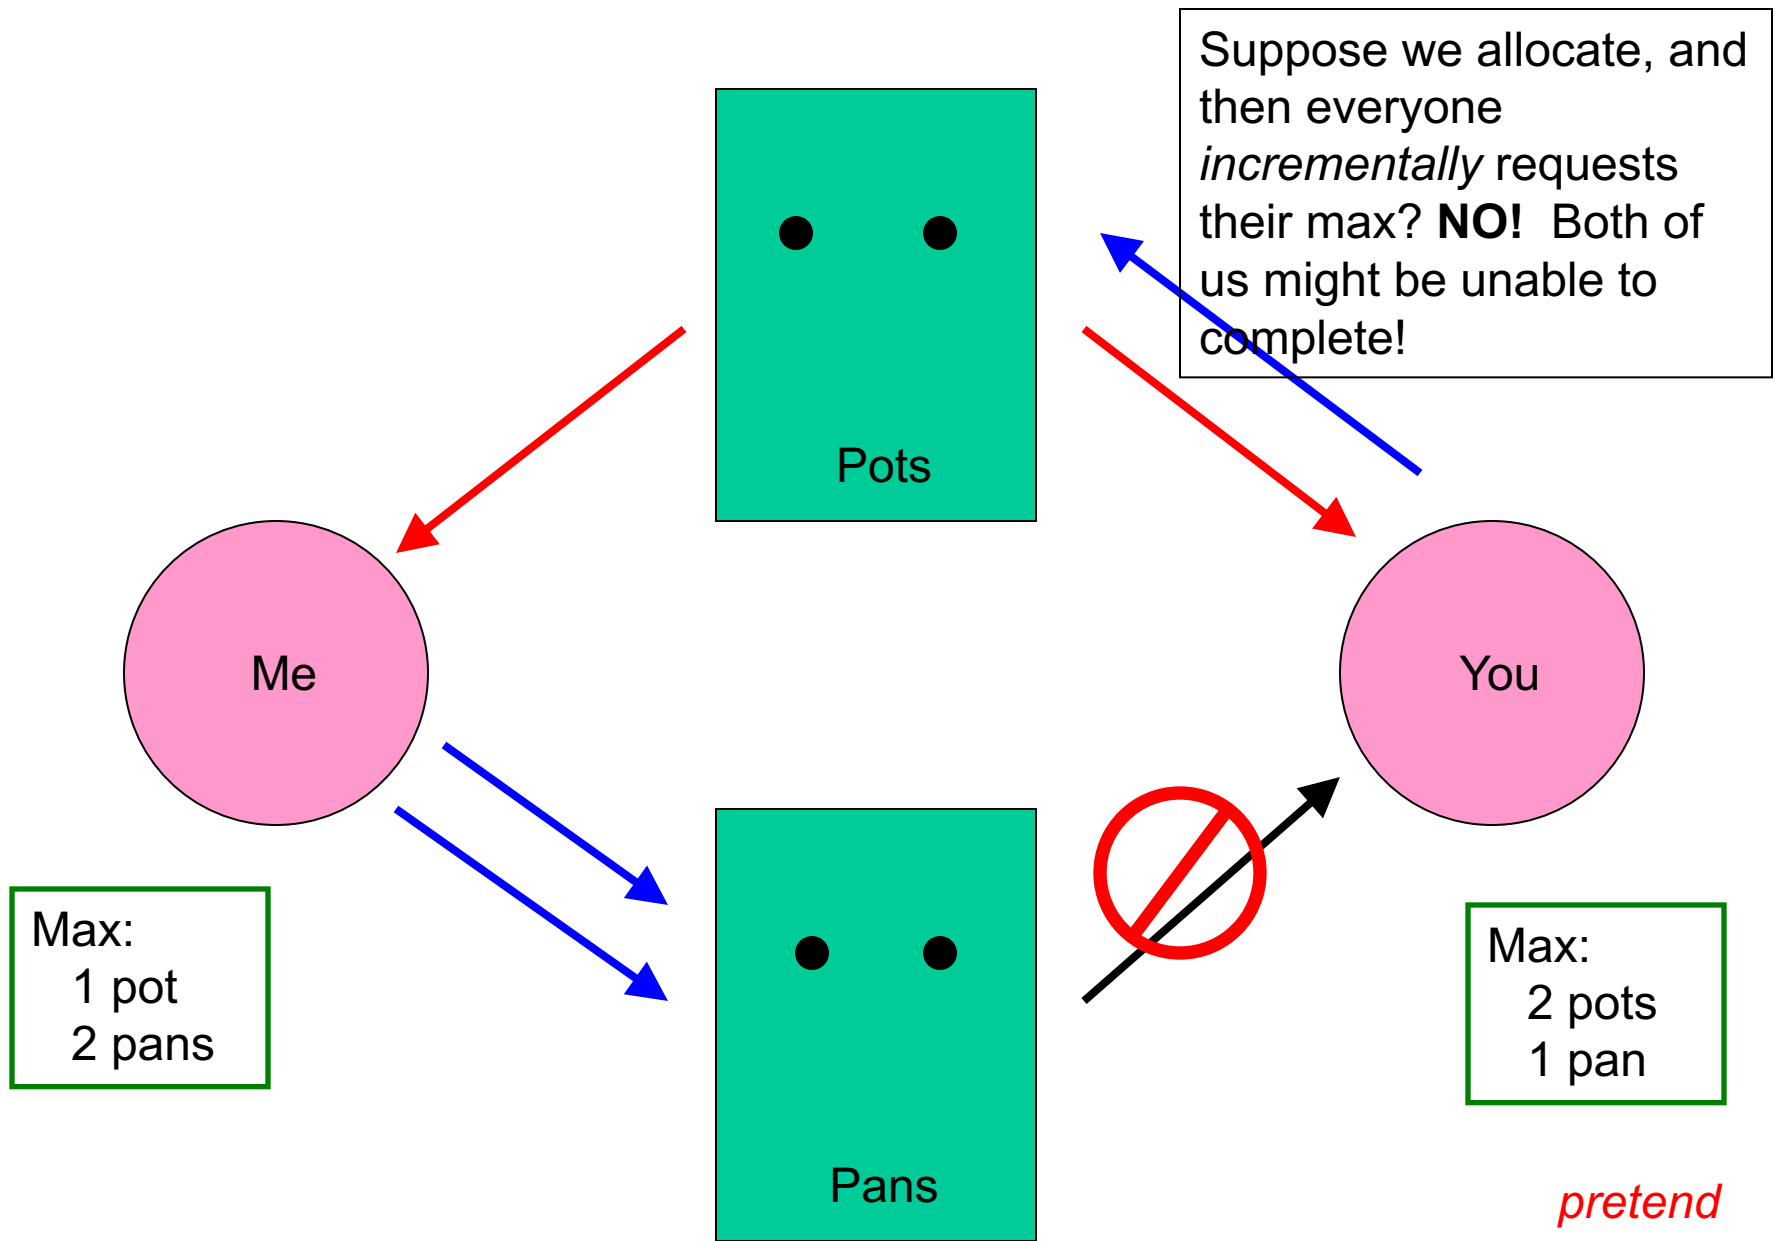 Suppose we allocate, and
then everyone
incrementally requests
their max? NO!  Both of
us might be unable to
complete!
Pots
Me
You
Max:
1 pot
2 pans
Max:
2 pots
1 pan
Pans
pretend